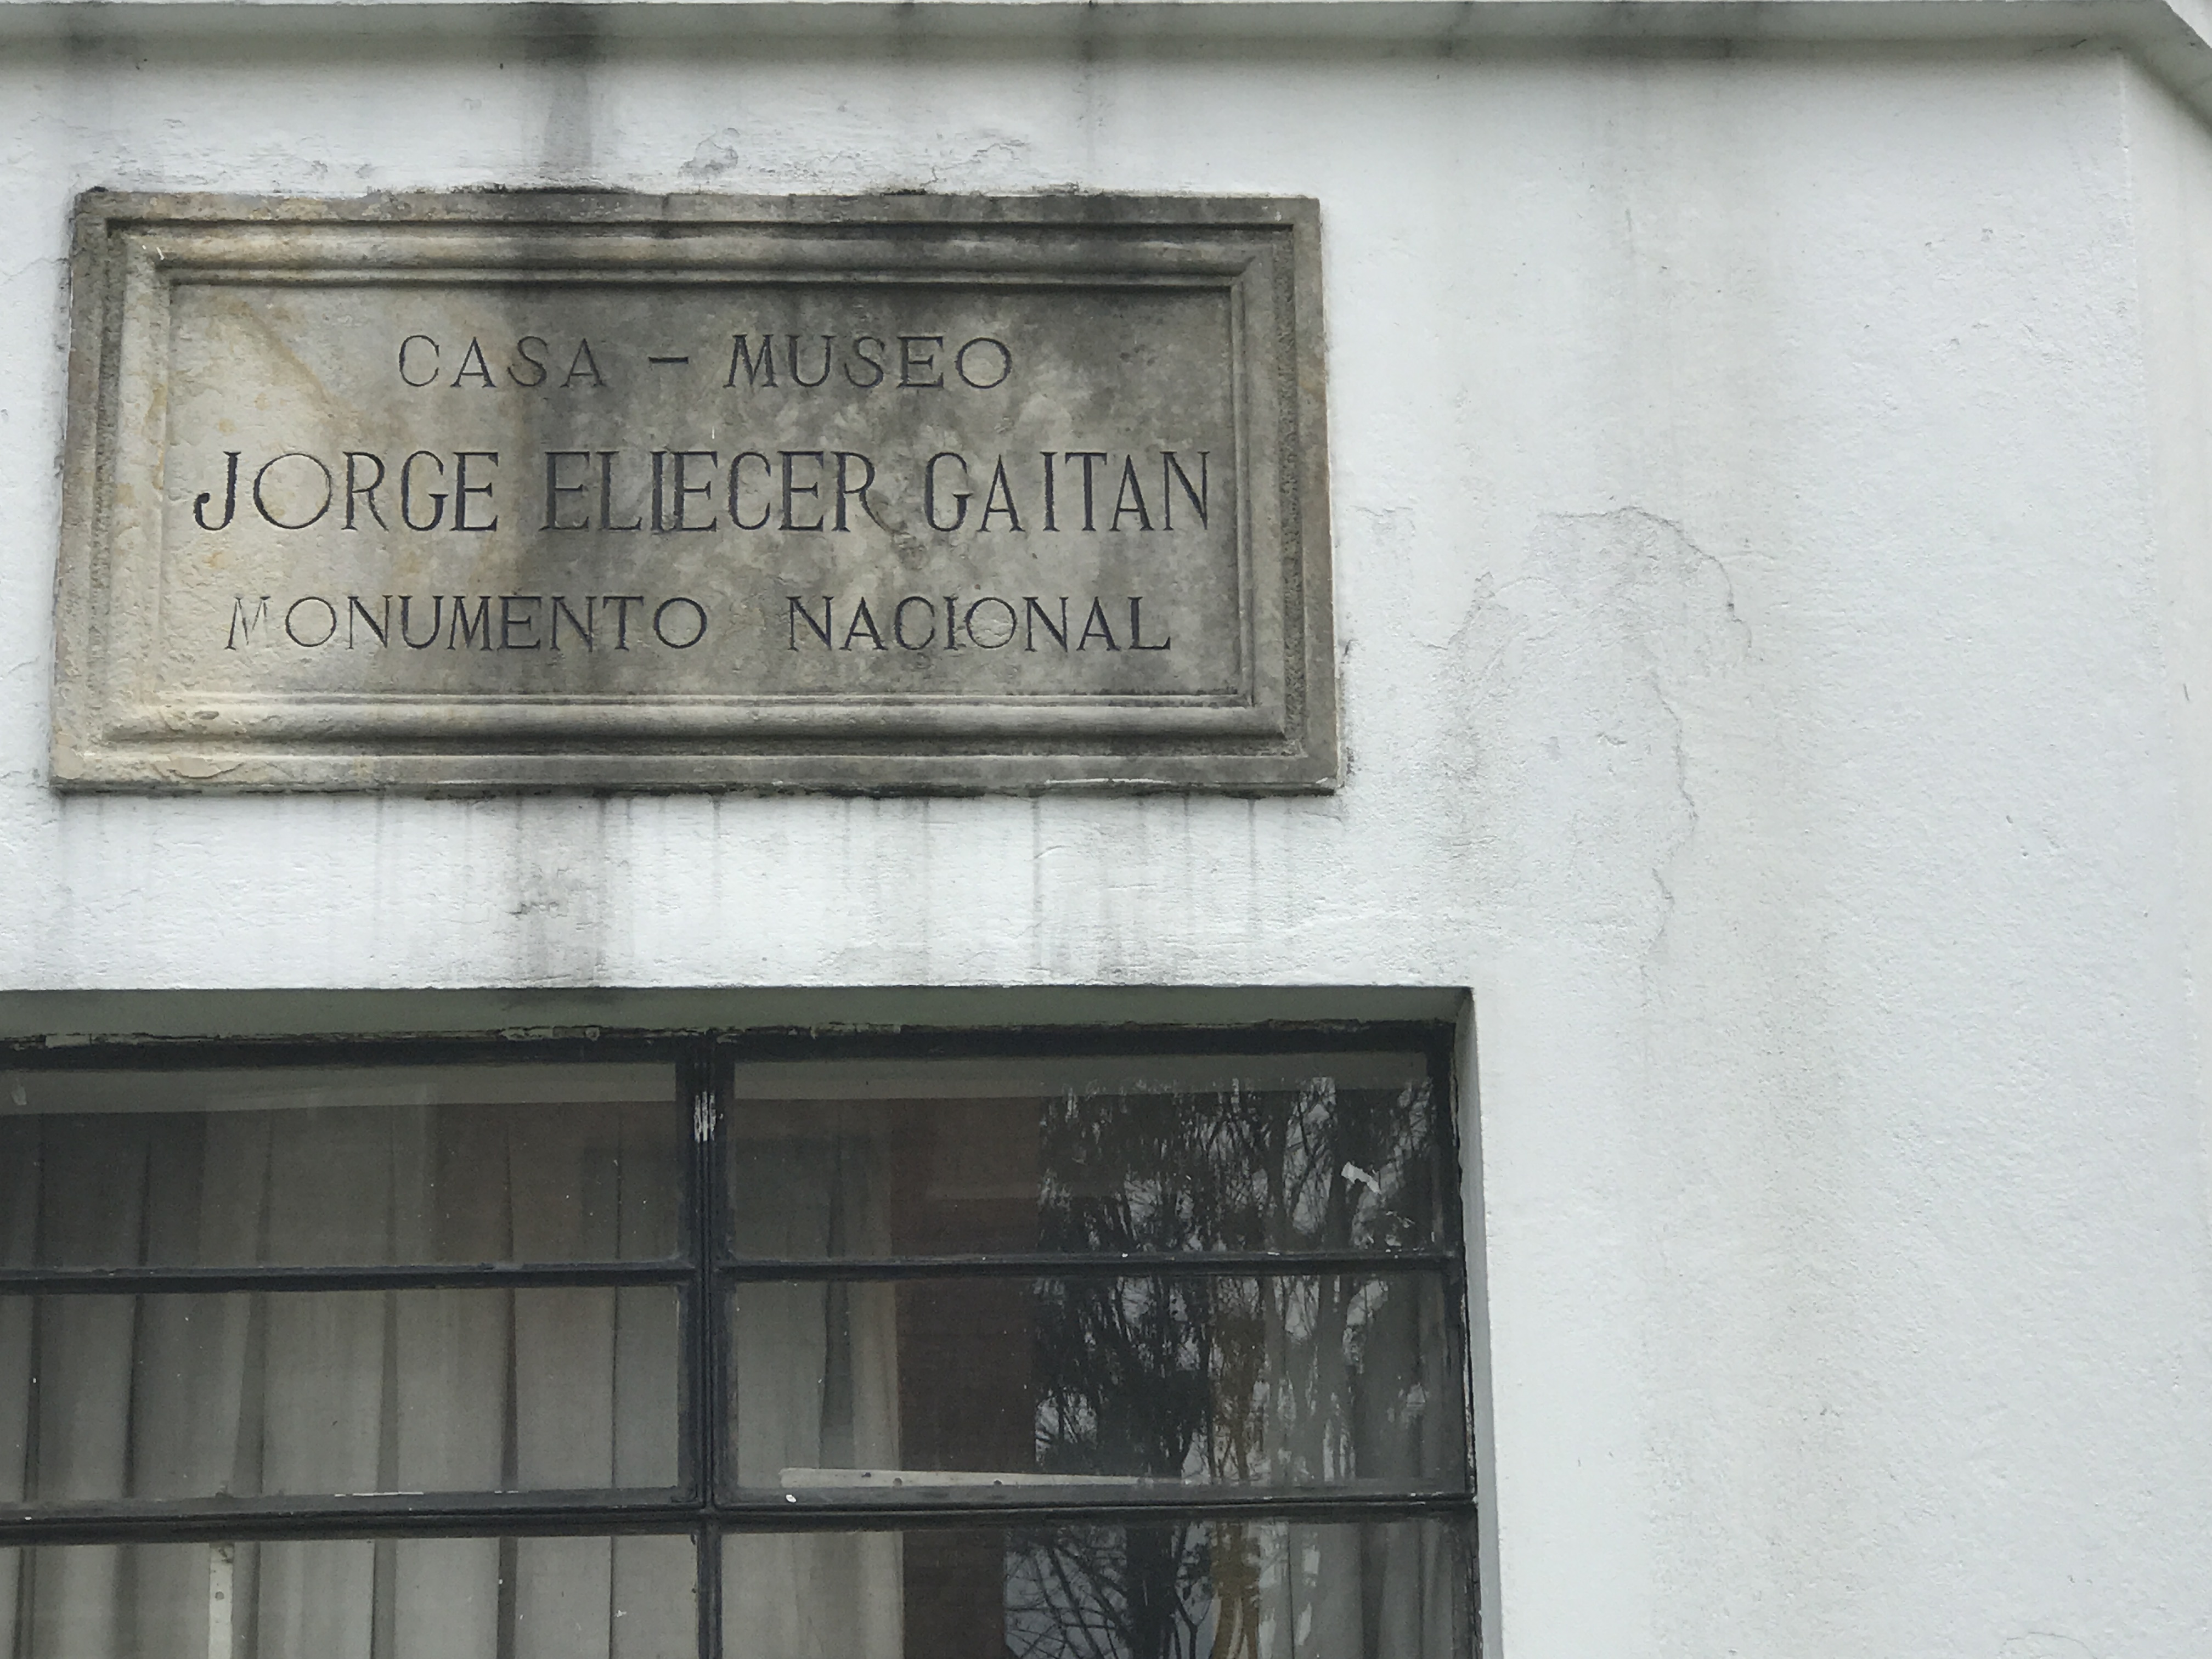 CASA - MUSEO
JORGE ELIECER GAITAN
MONUMENTO NACIONAL